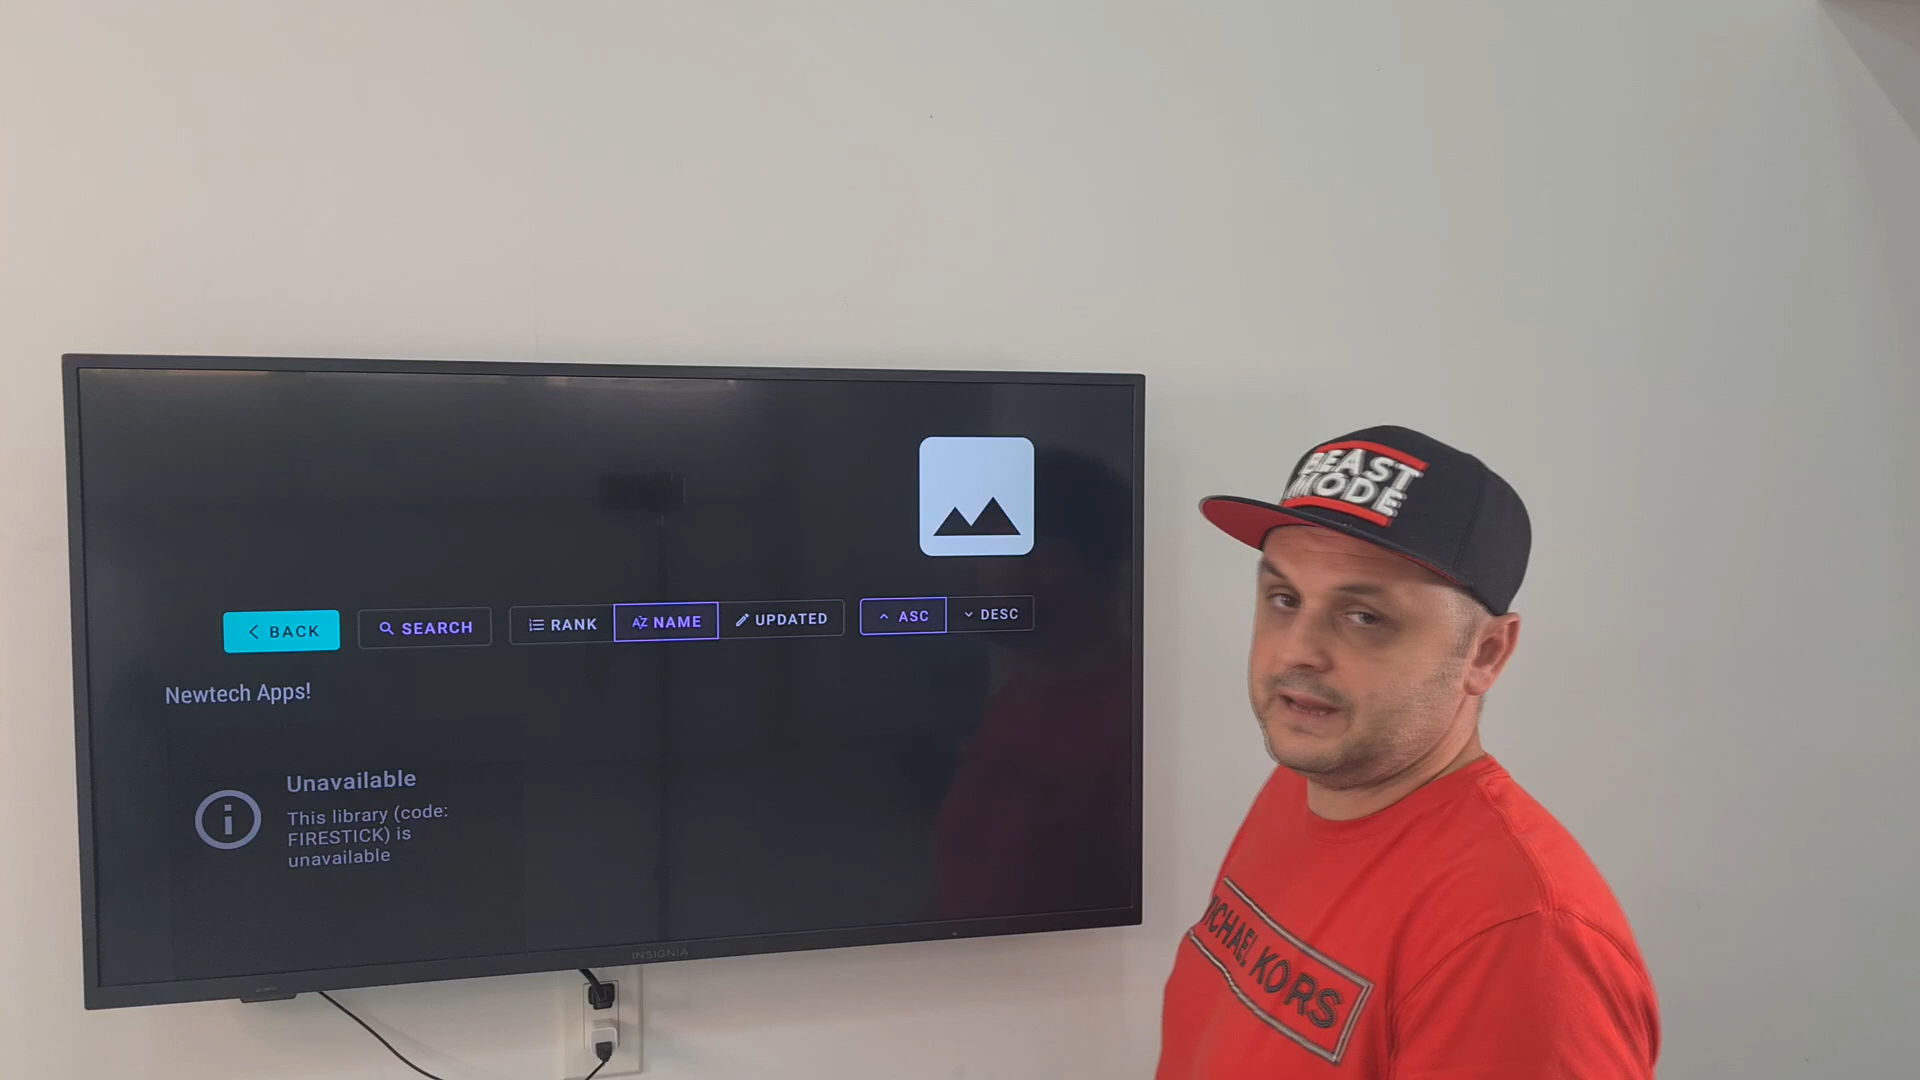 BEAST
MODE
BACK
SEARCH
RANK
NAME
UPDATED
ASC
DESC
Newtech Apps!
Unavailable
This library (code:
FIRESTICK) is
unavailable
INSIGNIA
MICHAEL KORS